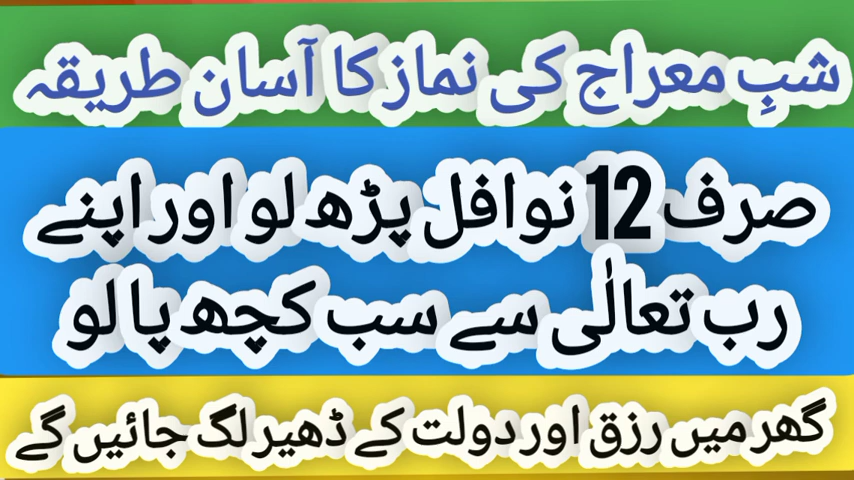 شبِ معراج کی نماز کا آسان طریقہ
صرف 12 نوافل پڑھ لو اور اپنے
رب تعالٰی سے سب کچھ پا لو
گھر میں رزق اور دولت کے ڈھیر لگ جائیں گے